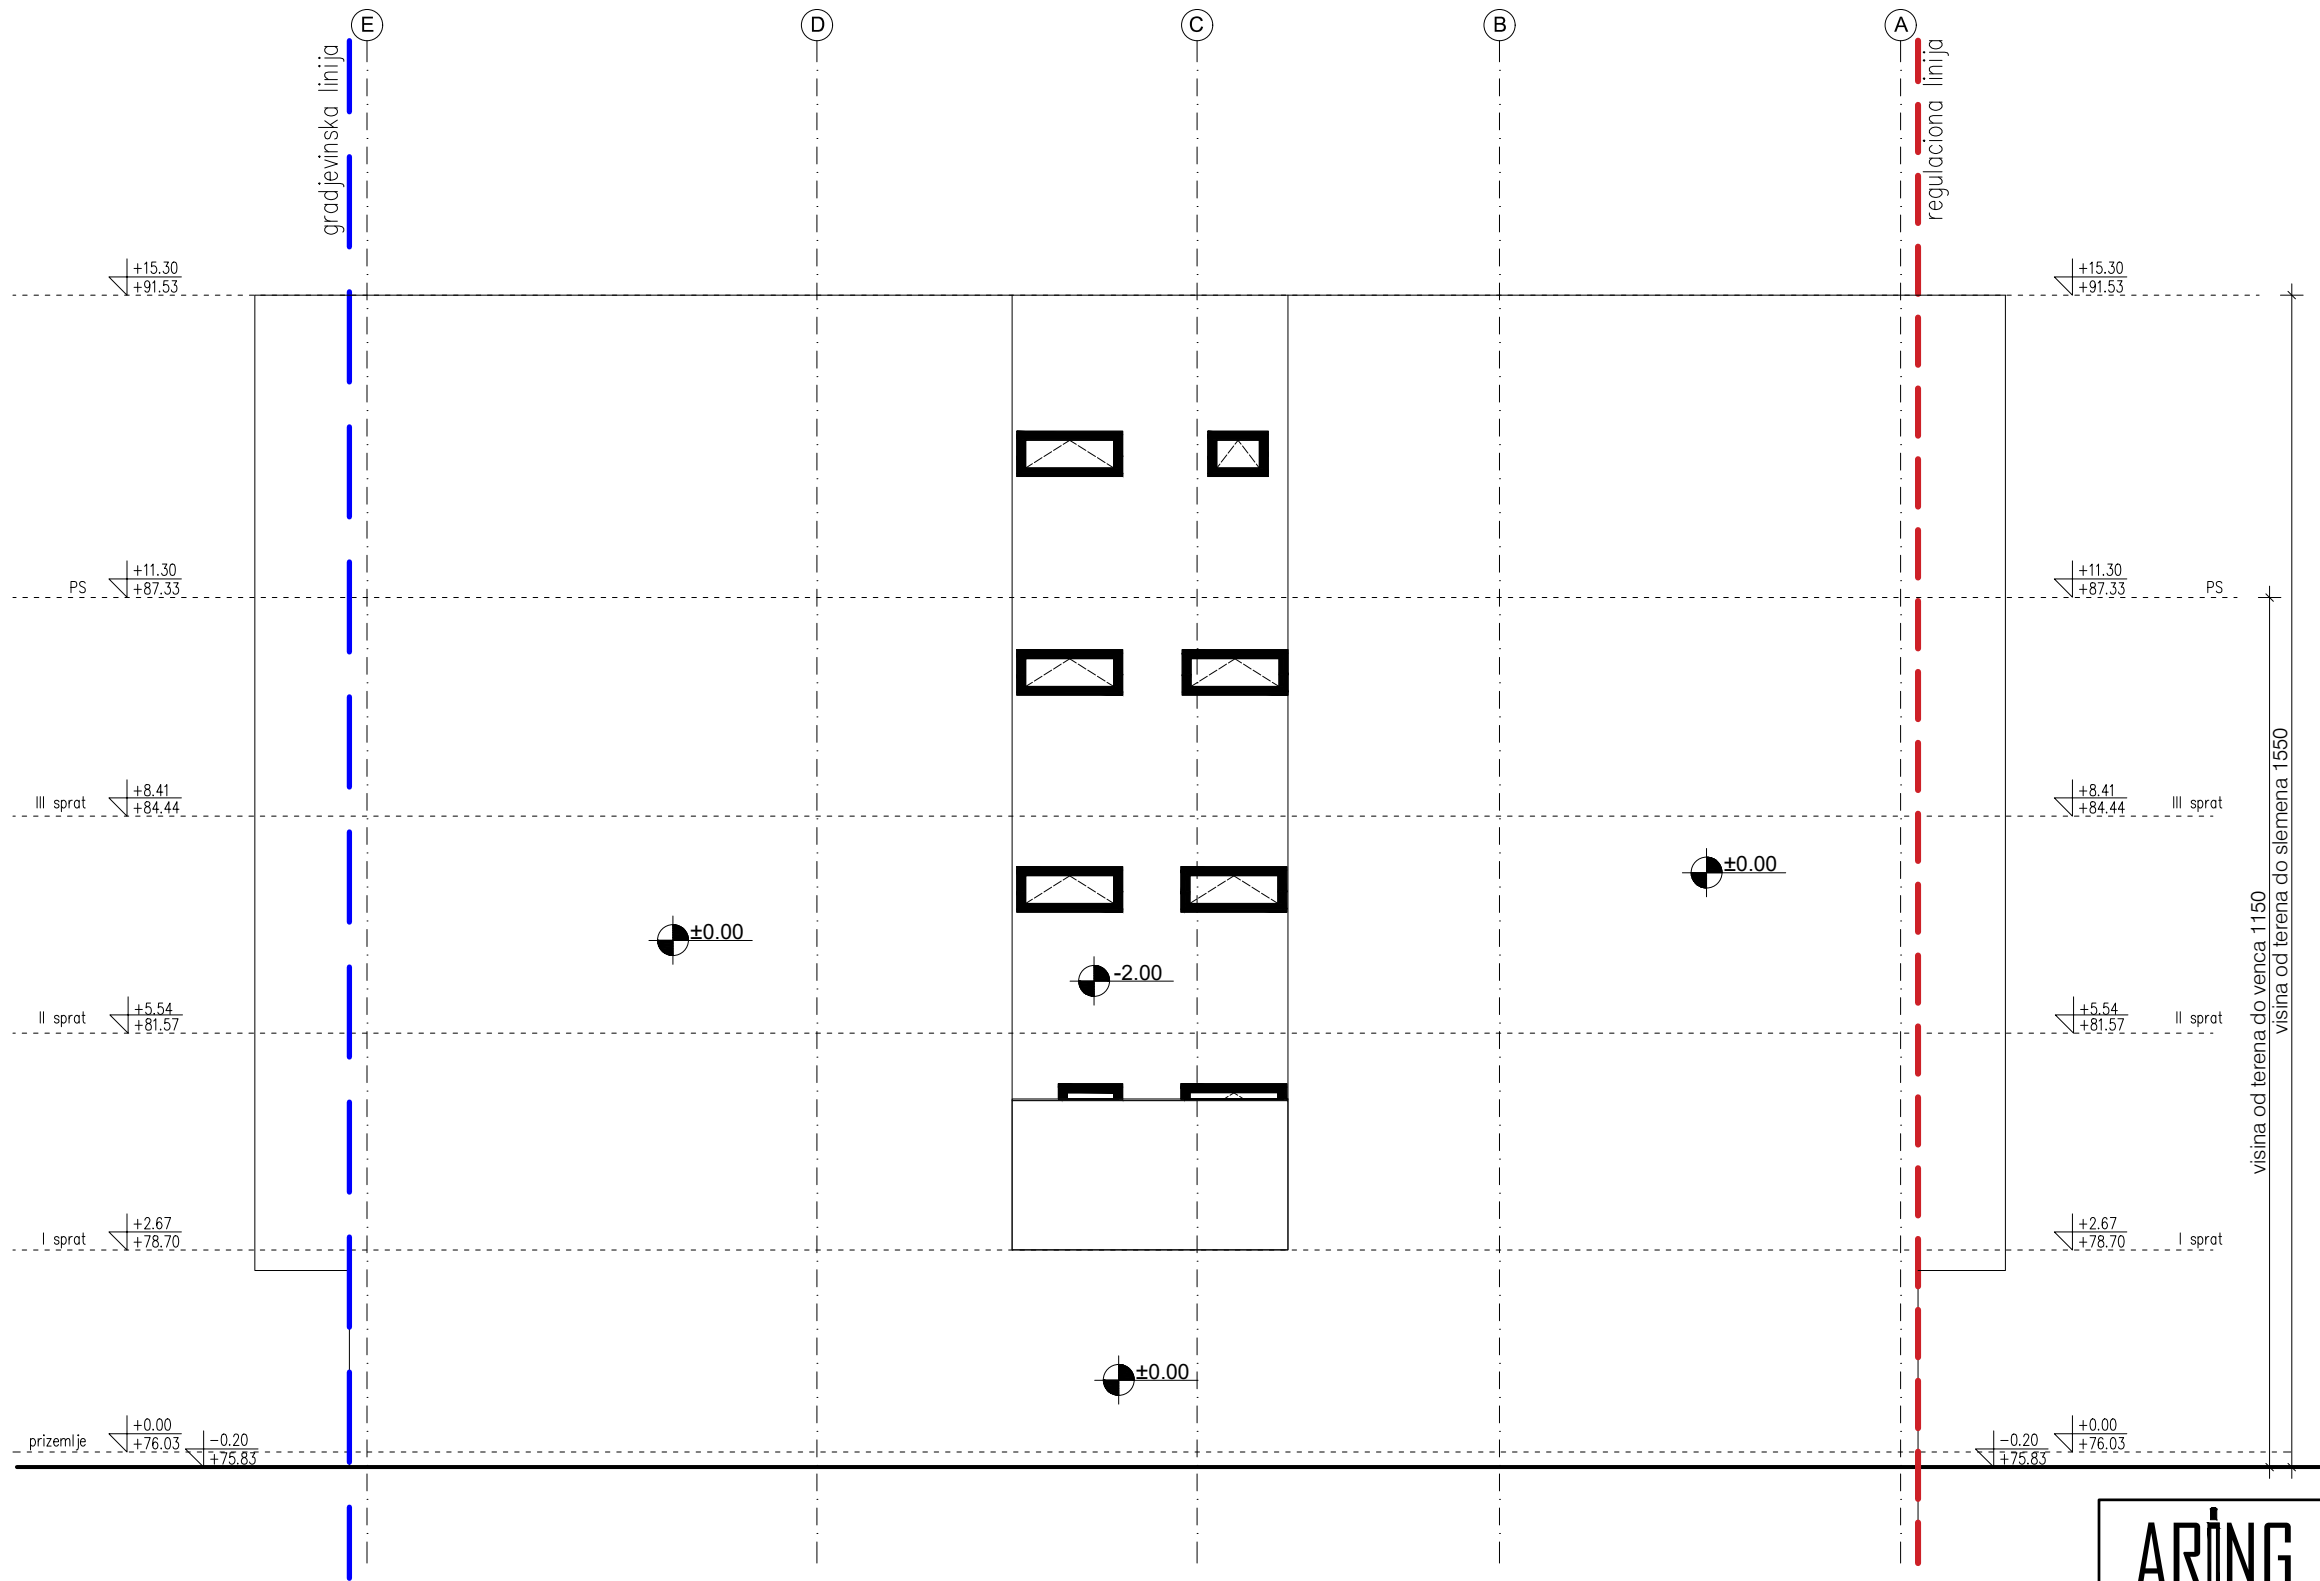 E
D
C
B
A
gradjevinska linija
regulaciona linija
+15.30
+91.53
+15.30
+91.53
PS
+11.30
+87.33
+11.30
+87.33
PS
III sprat
+8.41
+84.44
+8.41
+84.44
III sprat
±0.00
±0.00
-2.00
II sprat
+5.54
+81.57
+5.54
+81.57
II sprat
visina od terena do venca 1150
visina od terena do slemena 1550
I sprat
+2.67
+78.70
+2.67
+78.70
I sprat
±0.00
prizemlje
+0.00
+76.03
-0.20
+75.83
-0.20
+75.83
+0.00
+76.03
ARING